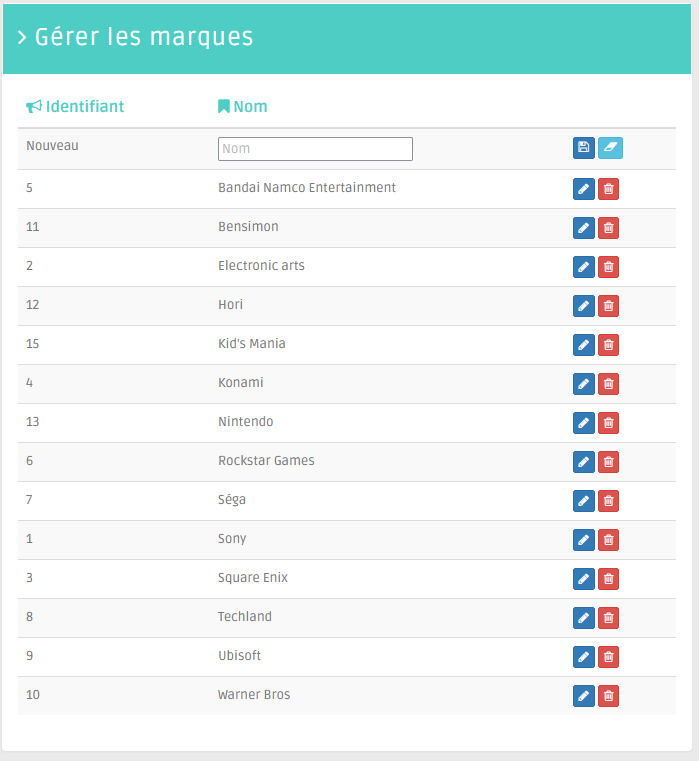 Gérer les marques
Identifiant Nom
Nouveau Nom
5 Bandai Namco Entertainment
11 Bensimon
2 Electronic arts
12 Hori
15 Kid's Mania
4 Konami
13 Nintendo
6 Rockstar Games
7 Séga
1 Sony
3 Square Enix
8 Techland
9 Ubisoft
10 Warner Bros